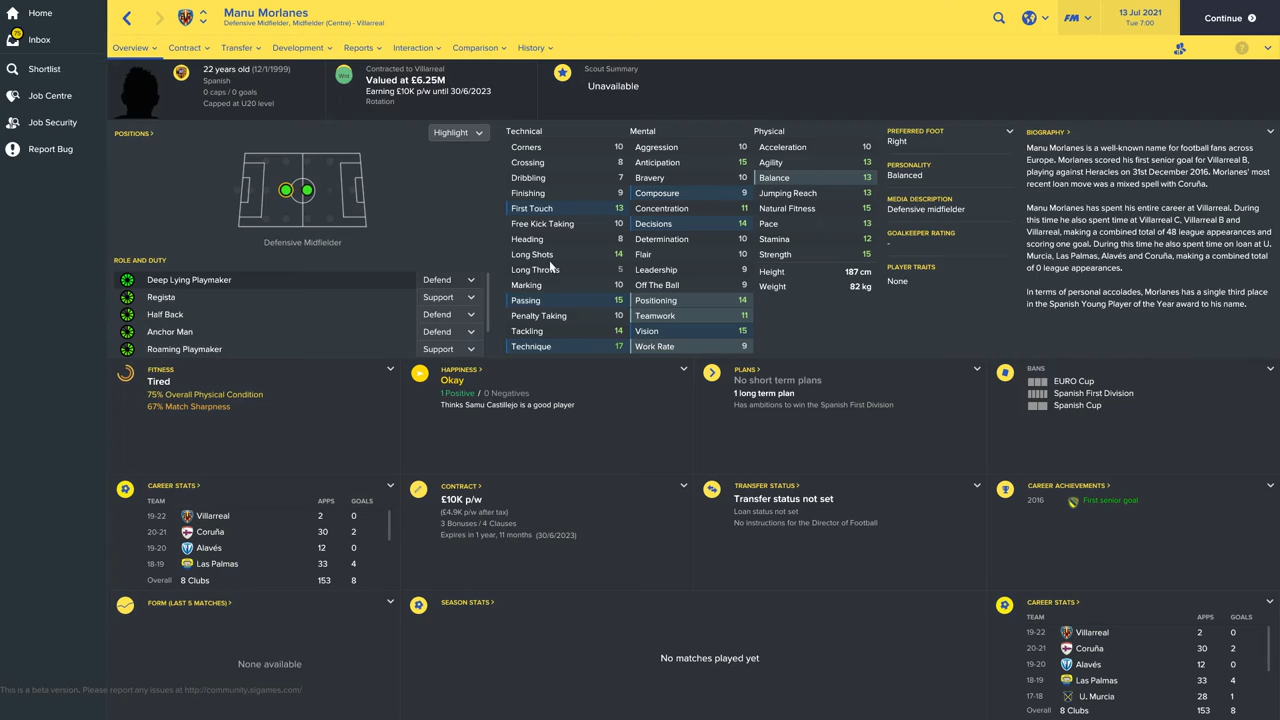 Home
Inbox
75
Shortlist
Job Centre
Job Security
Report Bug
Manu Morlanes
Defensive Midfielder, Midfielder (Centre) - Villarreal
FM
13 Jul 2021
Tue 7:00
Continue
Overview
Contract
Transfer
Development
Reports
Interaction
Comparison
History
?
22 years old (12/1/1999)
Spanish
0 caps / 0 goals
Capped at U20 level
Wnt
Contracted to Villarreal
Valued at £6.25M
Earning £10K p/w until 30/6/2023
Rotation
Scout Summary
Unavailable
POSITIONS >
Highlight
Defensive Midfielder
ROLE AND DUTY
Deep Lying Playmaker Defend
Regista Support
Half Back Defend
Anchor Man Defend
Roaming Playmaker Support
Technical
Corners 10
Crossing 8
Dribbling 7
Finishing 9
First Touch 13
Free Kick Taking 10
Heading 8
Long Shots 14
Long Throws 5
Marking 10
Passing 15
Penalty Taking 10
Tackling 14
Technique 17
Mental
Aggression 10
Anticipation 15
Bravery 10
Composure 9
Concentration 11
Decisions 14
Determination 10
Flair 10
Leadership 9
Off The Ball 9
Positioning 14
Teamwork 11
Vision 15
Work Rate 9
Physical
Acceleration 10
Agility 13
Balance 13
Jumping Reach 13
Natural Fitness 15
Pace 13
Stamina 12
Strength 15
Height 187 cm
Weight 82 kg
PREFERRED FOOT
Right
PERSONALITY
Balanced
MEDIA DESCRIPTION
Defensive midfielder
GOALKEEPER RATING
-
PLAYER TRAITS
None
BIOGRAPHY >
Manu Morlanes is a well-known name for football fans across
Europe. Morlanes scored his first senior goal for Villarreal B,
playing against Heracles on 31st December 2016. Morlanes's
most recent loan move was a mixed spell with Coruña.
Morlanes has spent his entire career at Villarreal. During
this time he also spent time at Villarreal C, Villarreal B and
Villarreal, making a combined total of 48 league appearances and
scoring one goal. During this time he also spent time on loan at U.
Murcia, Las Palmas, Alavés and Coruña, making a combined total
of 0 league appearances.
In terms of personal accolades, Morlanes has a single third place
in the Spanish Young Player of the Year award to his name.
FITNESS
Tired
75% Overall Physical Condition
67% Match Sharpness
HAPPINESS >
Okay
1 Positive / 0 Negatives
Thinks Samu Castillejo is a good player
PLANS >
No short term plans
1 long term plan
Has ambitions to win the Spanish First Division
BANS
EURO Cup
Spanish First Division
Spanish Cup
CAREER STATS >
TEAM APPS GOALS
19-22 Villarreal 2 0
20-21 Coruña 30 2
19-20 Alavés 12 0
18-19 Las Palmas 33 4
Overall 8 Clubs 153 8
CONTRACT >
£10K p/w
(£4.9K p/w after tax)
3 Bonuses / 4 Clauses
Expires in 1 year, 11 months (30/6/2023)
TRANSFER STATUS >
Transfer status not set
Loan status not set
No instructions for the Director of Football
CAREER ACHIEVEMENTS >
2016 First senior goal
FORM (LAST 5 MATCHES) >
None available
SEASON STATS >
No matches played yet
CAREER STATS >
TEAM APPS GOALS
19-22 Villarreal 2 0
20-21 Coruña 30 2
19-20 Alavés 12 0
18-19 Las Palmas 33 4
17-18 U. Murcia 28 1
Overall 8 Clubs 153 8
This is a beta version. Please report any issues at http://community.sigames.com/